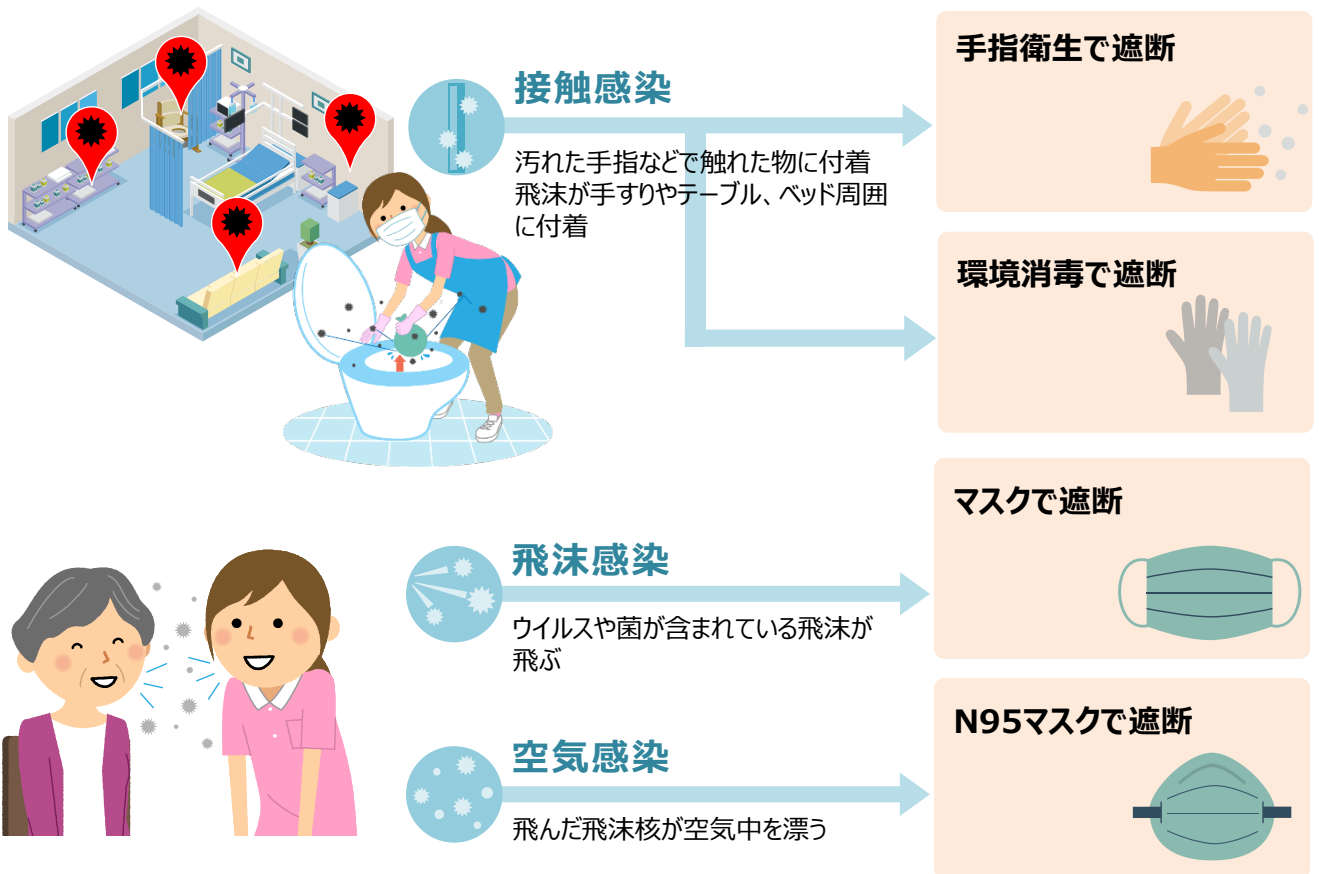 接触感染
汚れた手指などで触れた物に付着
飛沫が手すりやテーブル、ベッド周囲
に付着
手指衛生で遮断
環境消毒で遮断
飛沫感染
ウイルスや菌が含まれている飛沫が
飛ぶ
マスクで遮断
空気感染
飛んだ飛沫核が空気中を漂う
N95マスクで遮断